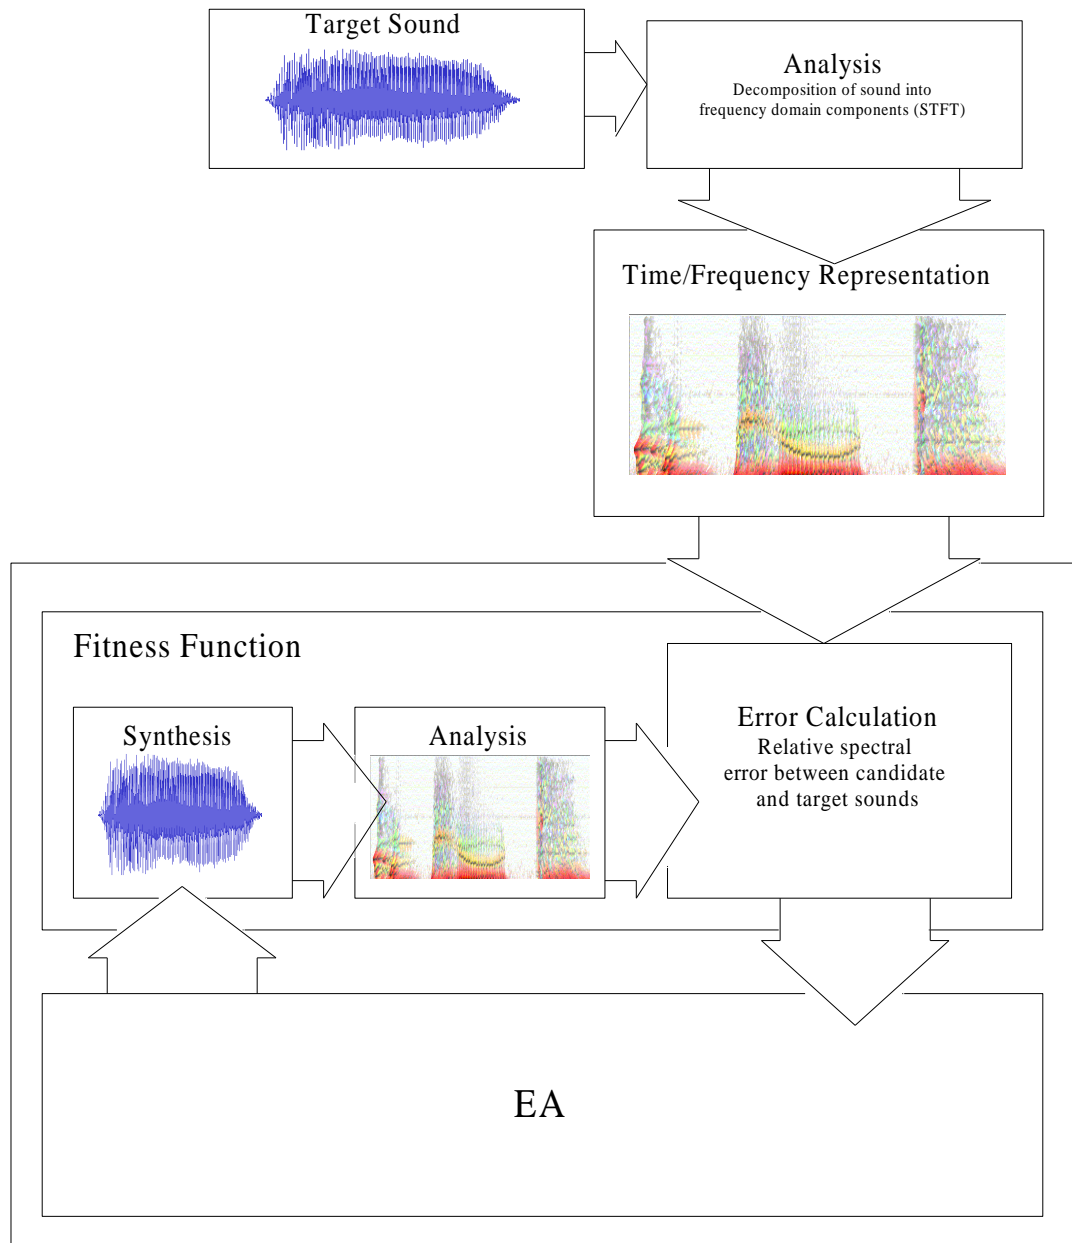 Target Sound
Analysis
Decomposition of sound into
frequency domain components (STFT)
Time/Frequency Representation
Fitness Function
Synthesis
Analysis
Error Calculation
Relative spectral
error between candidate
and target sounds
EA